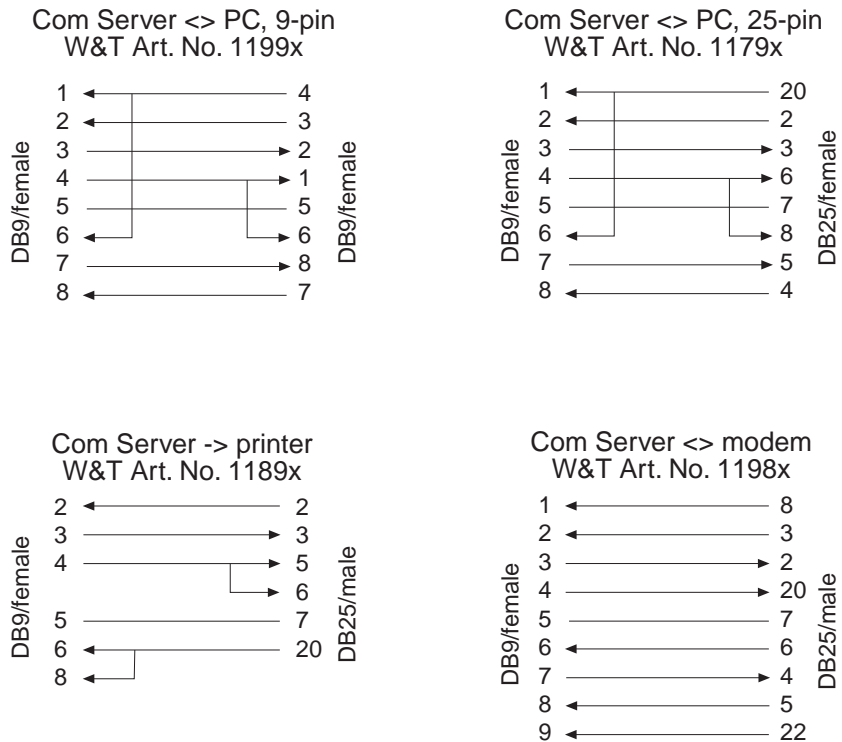 Com Server <> PC, 9-pin
W&T Art. No. 1199x
DB9/female
1 4
2 3
3 2
4 1
5 5
6 6
7 8
8 7
DB9/female
Com Server <> PC, 25-pin
W&T Art. No. 1179x
DB9/female
1 20
2 2
3 3
4 6
5 7
6 8
7 5
8 4
DB25/female
Com Server -> printer
W&T Art. No. 1189x
DB9/female
2 2
3 3
4 5
6
5 7
6 20
8
DB25/male
Com Server <> modem
W&T Art. No. 1198x
DB9/female
1 8
2 3
3 2
4 20
5 7
6 6
7 4
8 5
9 22
DB25/male